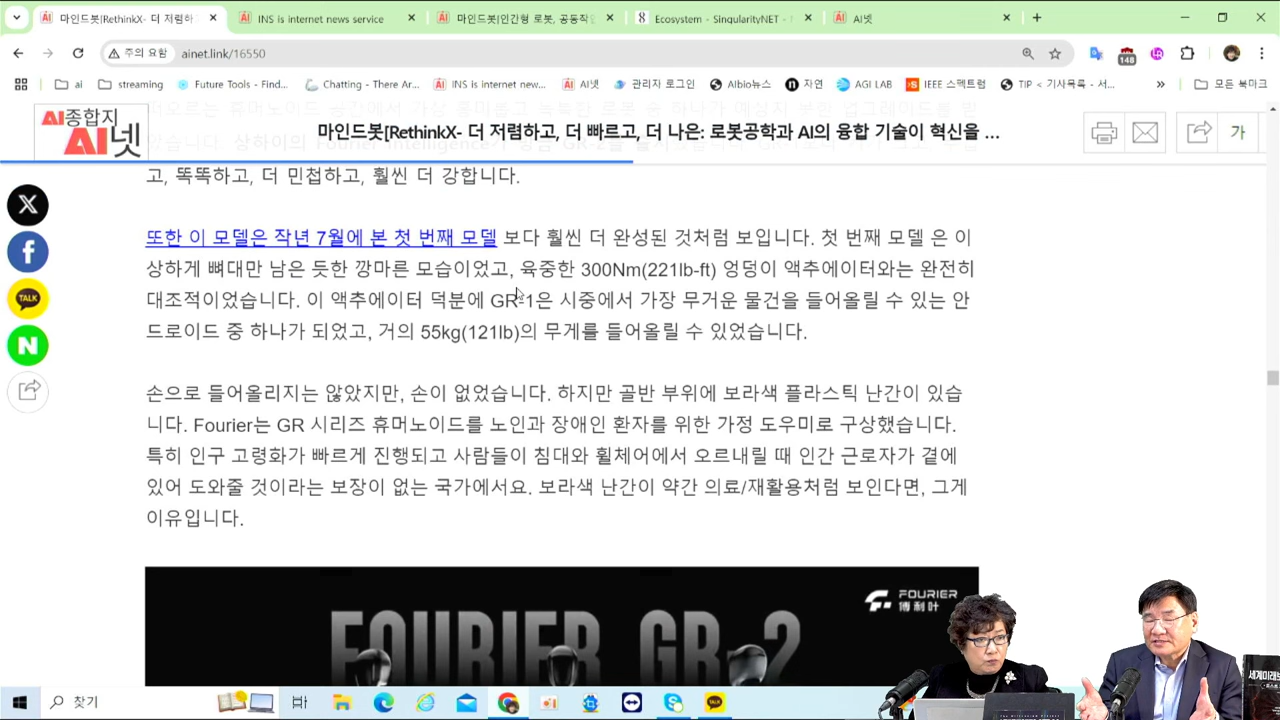 마인드봇[RethinkX- 더 저렴하
INS is internet news service
마인드봇[인간형 로봇, 공동작업
Ecosystem - SingularityNET -
AI넷
주의 요함
ainet.link/16550
148
ai
streaming
Future Tools - Find...
Chatting - There Ar...
INS is internet new...
AI넷
관리자 로그인
Albio뉴스
자연
AGI LAB
IEEE 스펙트럼
TIP < 기사목록 - 서...
모든 북마크
AI종합지
AI넷
마인드봇[RethinkX- 더 저렴하고, 더 빠르고, 더 나은: 로봇공학과 AI의 융합 기술이 혁신을 ...
가
고, 똑똑하고, 더 민첩하고, 훨씬 더 강합니다.
또한 이 모델은 작년 7월에 본 첫 번째 모델 보다 훨씬 더 완성된 것처럼 보입니다. 첫 번째 모델 은 이
상하게 뼈대만 남은 듯한 깡마른 모습이었고, 육중한 300Nm(221lb-ft) 엉덩이 액추에이터와는 완전히
대조적이었습니다. 이 액추에이터 덕분에 GR-1은 시중에서 가장 무거운 물건을 들어올릴 수 있는 안
드로이드 중 하나가 되었고, 거의 55kg(121lb)의 무게를 들어올릴 수 있었습니다.
손으로 들어올리지는 않았지만, 손이 없었습니다. 하지만 골반 부위에 보라색 플라스틱 난간이 있습
니다. Fourier는 GR 시리즈 휴머노이드를 노인과 장애인 환자를 위한 가정 도우미로 구상했습니다.
특히 인구 고령화가 빠르게 진행되고 사람들이 침대와 휠체어에서 오르내릴 때 인간 근로자가 곁에
있어 도와줄 것이라는 보장이 없는 국가에서요. 보라색 난간이 약간 의료/재활용처럼 보인다면, 그게
이유입니다.
FOURIER
傅利叶
FOURIER GR-2
세계미래보
찾기
TALK